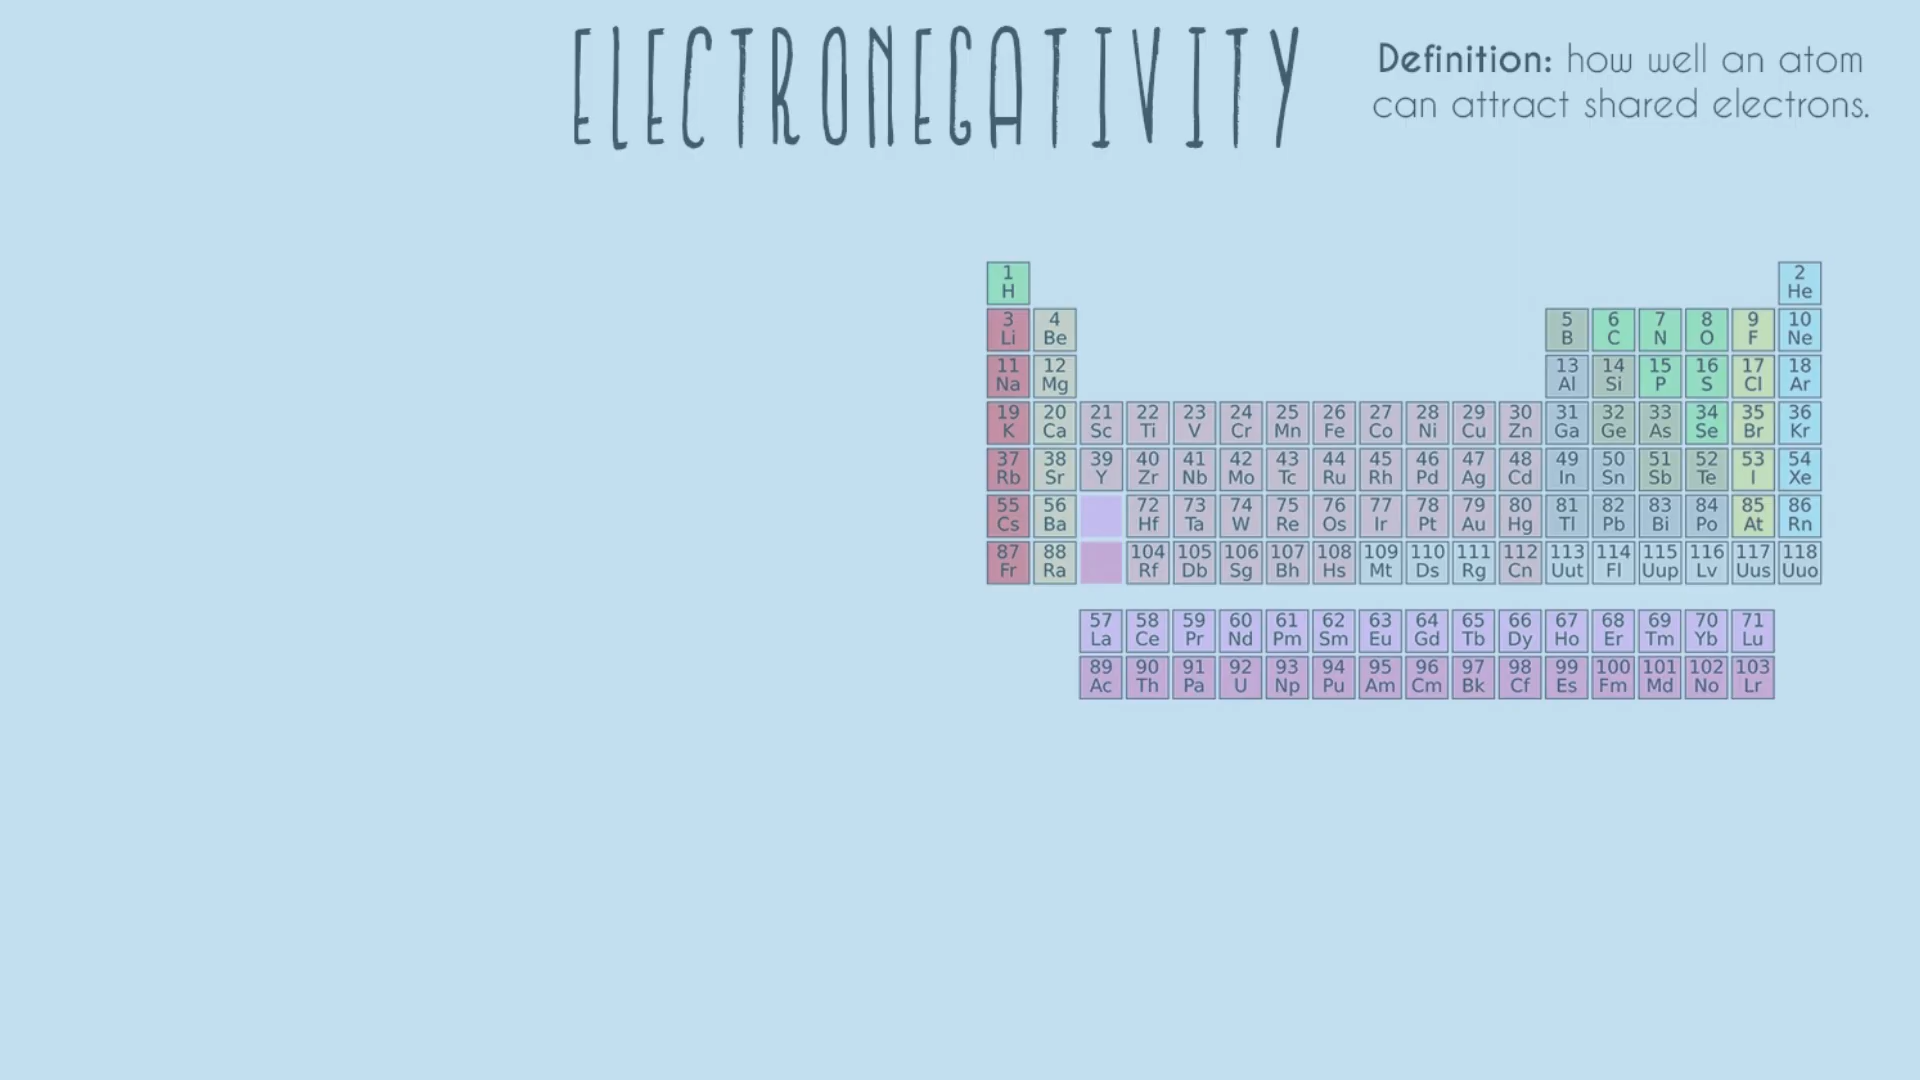 ELECTRONEGATIVITY
Definition: how well an atom
can attract shared electrons.
1 2
H He
3 4 5 6 7 8 9 10
Li Be B C N O F Ne
11 12 13 14 15 16 17 18
Na Mg Al Si P S Cl Ar
19 20 21 22 23 24 25 26 27 28 29 30 31 32 33 34 35 36
K Ca Sc Ti V Cr Mn Fe Co Ni Cu Zn Ga Ge As Se Br Kr
37 38 39 40 41 42 43 44 45 46 47 48 49 50 51 52 53 54
Rb Sr Y Zr Nb Mo Tc Ru Rh Pd Ag Cd In Sn Sb Te I Xe
55 56 72 73 74 75 76 77 78 79 80 81 82 83 84 85 86
Cs Ba Hf Ta W Re Os Ir Pt Au Hg Tl Pb Bi Po At Rn
87 88 104 105 106 107 108 109 110 111 112 113 114 115 116 117 118
Fr Ra Rf Db Sg Bh Hs Mt Ds Rg Cn Uut Fl Uup Lv Uus Uuo
57 58 59 60 61 62 63 64 65 66 67 68 69 70 71
La Ce Pr Nd Pm Sm Eu Gd Tb Dy Ho Er Tm Yb Lu
89 90 91 92 93 94 95 96 97 98 99 100 101 102 103
Ac Th Pa U Np Pu Am Cm Bk Cf Es Fm Md No Lr